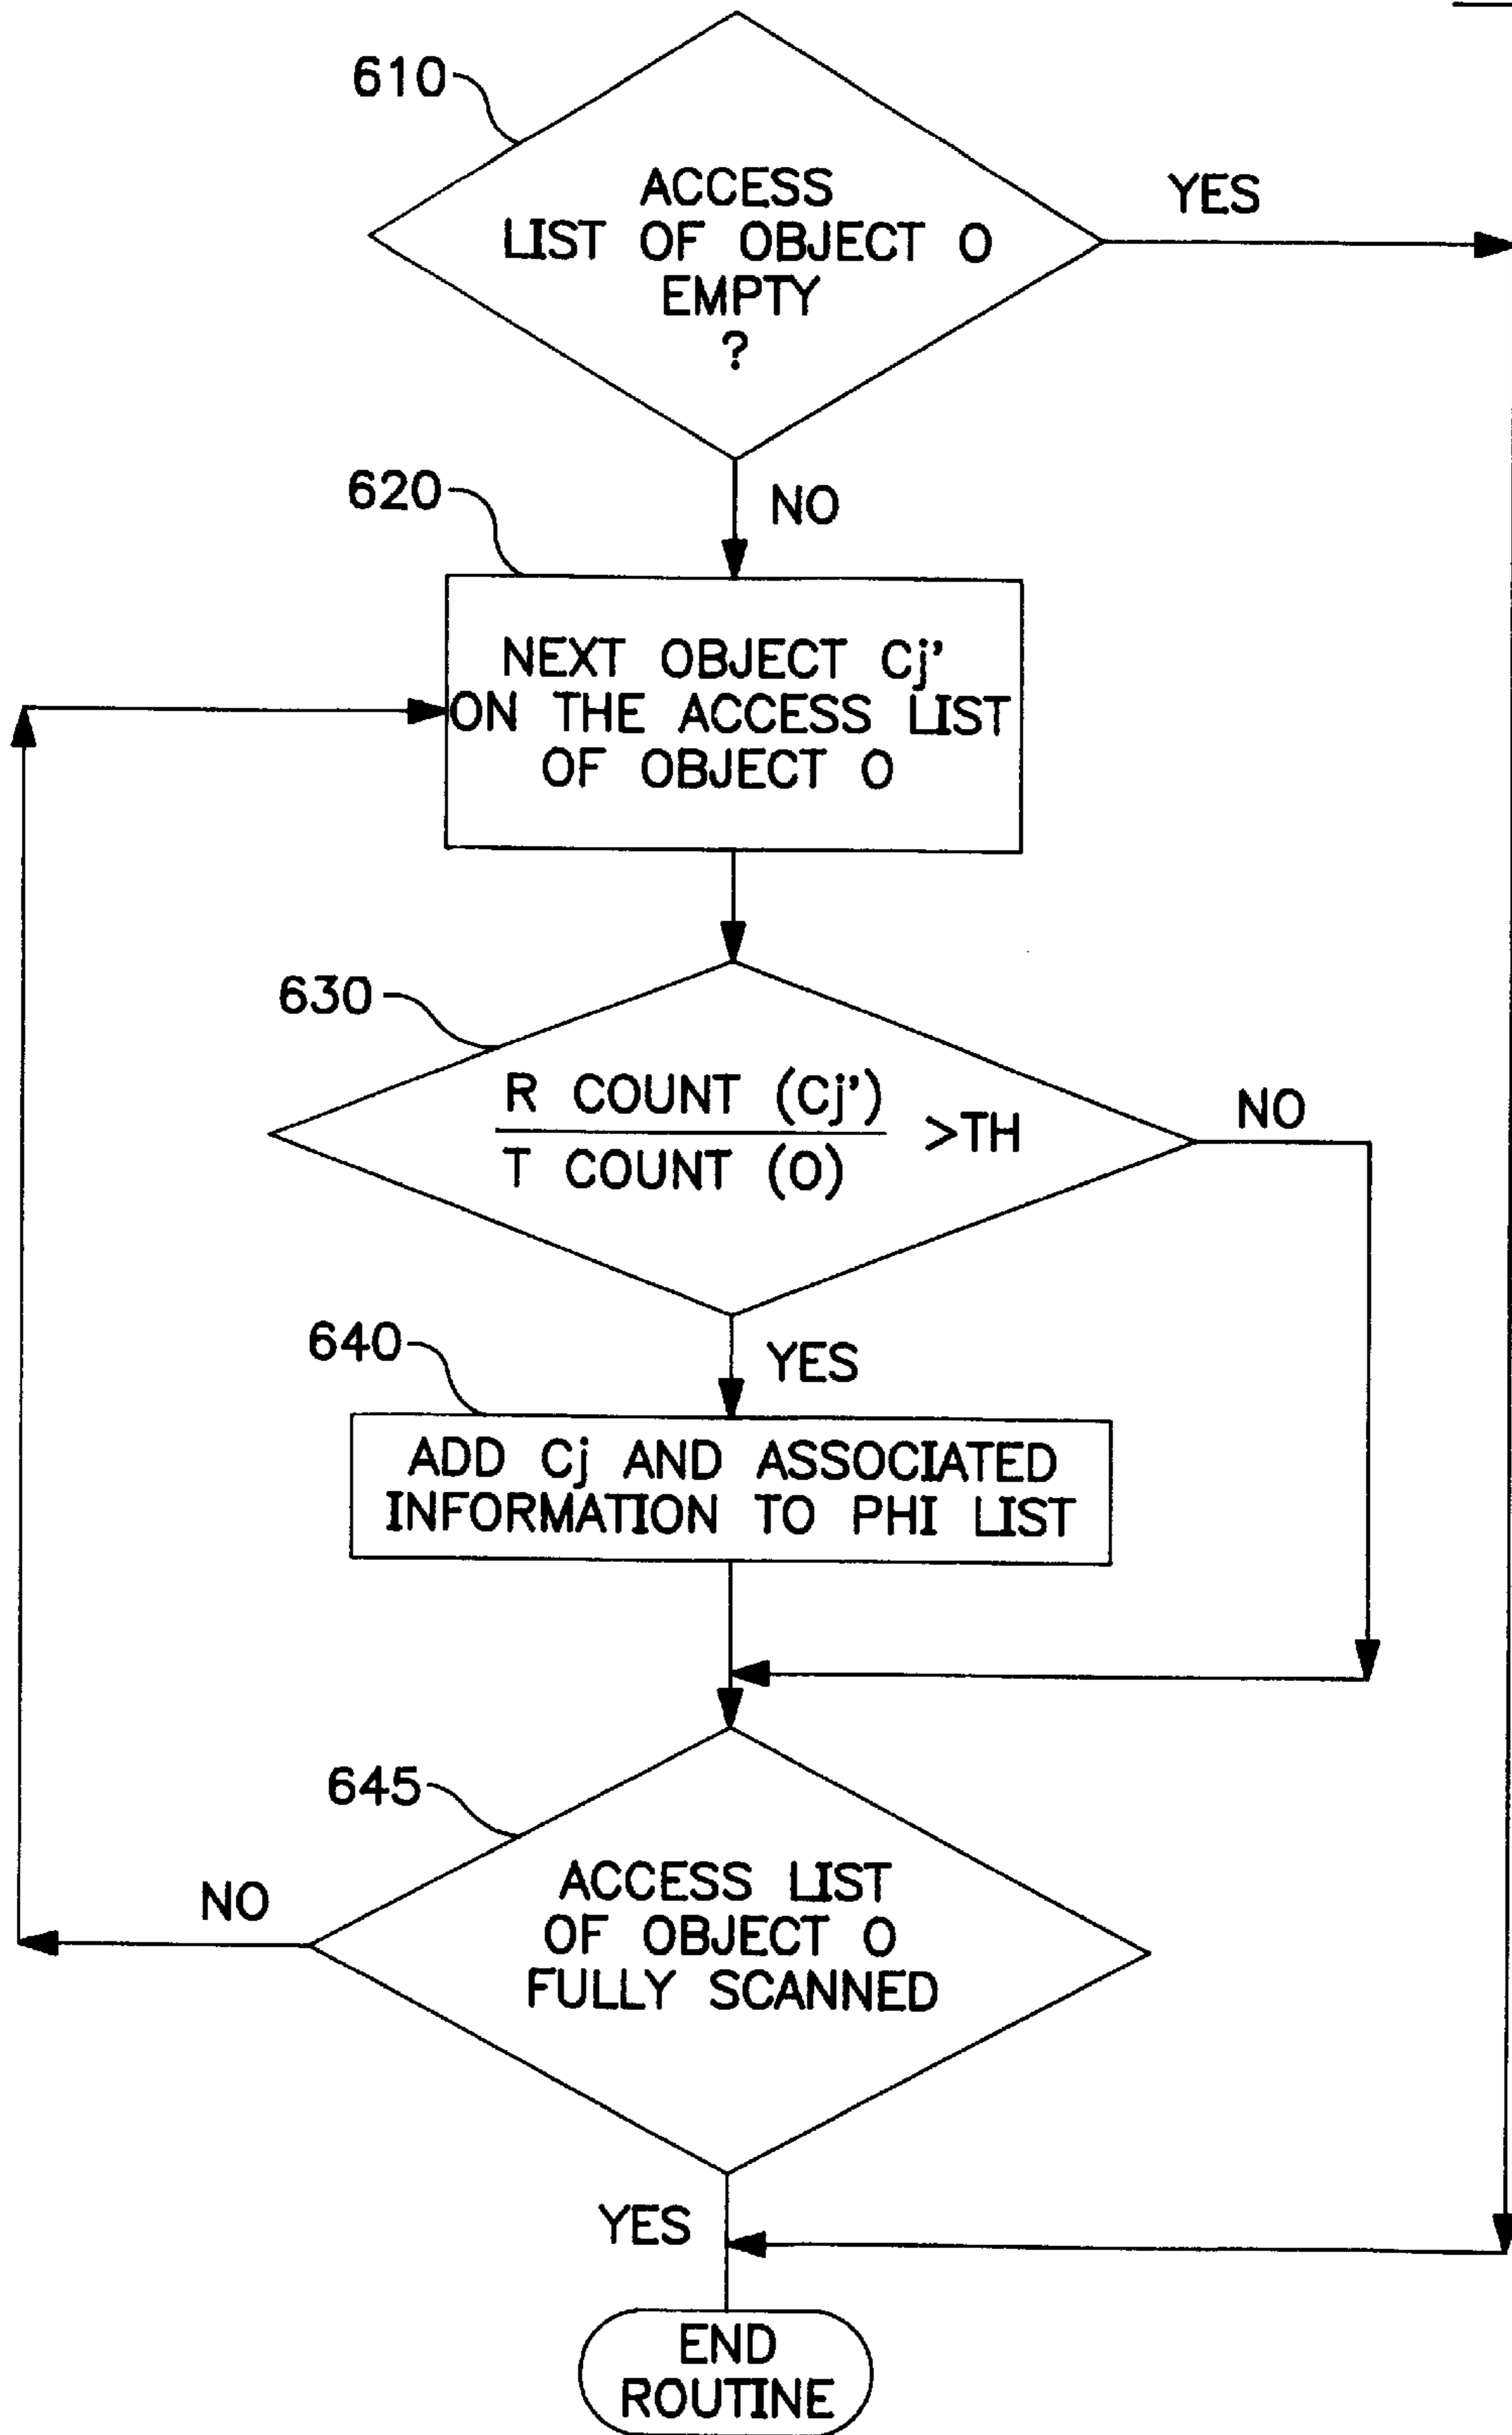 610
ACCESS
LIST OF OBJECT O
EMPTY
?
YES
NO
620
NEXT OBJECT Cj'
ON THE ACCESS LIST
OF OBJECT O
630
R COUNT (Cj')
T COUNT (O)
>TH
NO
YES
640
ADD Cj AND ASSOCIATED
INFORMATION TO PHI LIST
645
ACCESS LIST
OF OBJECT O
FULLY SCANNED
NO
YES
END
ROUTINE